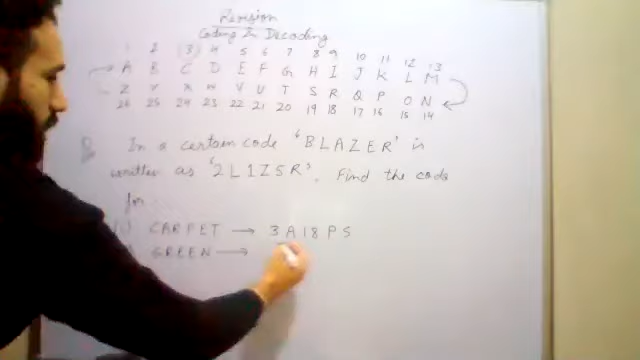 Revision
Coding In Decoding
1 2 (3) 4 5 6 7 8 9 10 11 12 13
A B C D E F G H I J K L M
Z Y X W V U T S R Q P O N
26 25 24 23 22 21 20 19 18 17 16 15 14
In a certain code 'BLAZER' is
written as '2L1Z5R'. Find the code
for
CARPET → 3A18PS
GREEN →